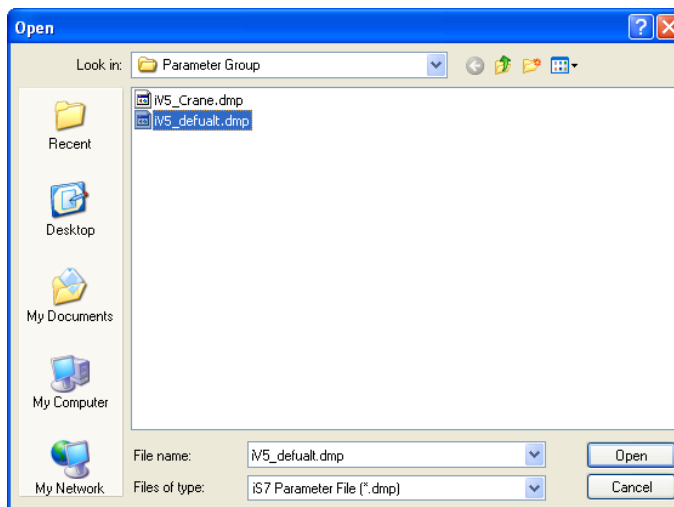 Open
Look in: Parameter Group
iV5_Crane.dmp
iV5_defualt.dmp
Recent
Desktop
My Documents
My Computer
My Network
File name: iV5_defualt.dmp Open
Files of type: iS7 Parameter File (*.dmp) Cancel